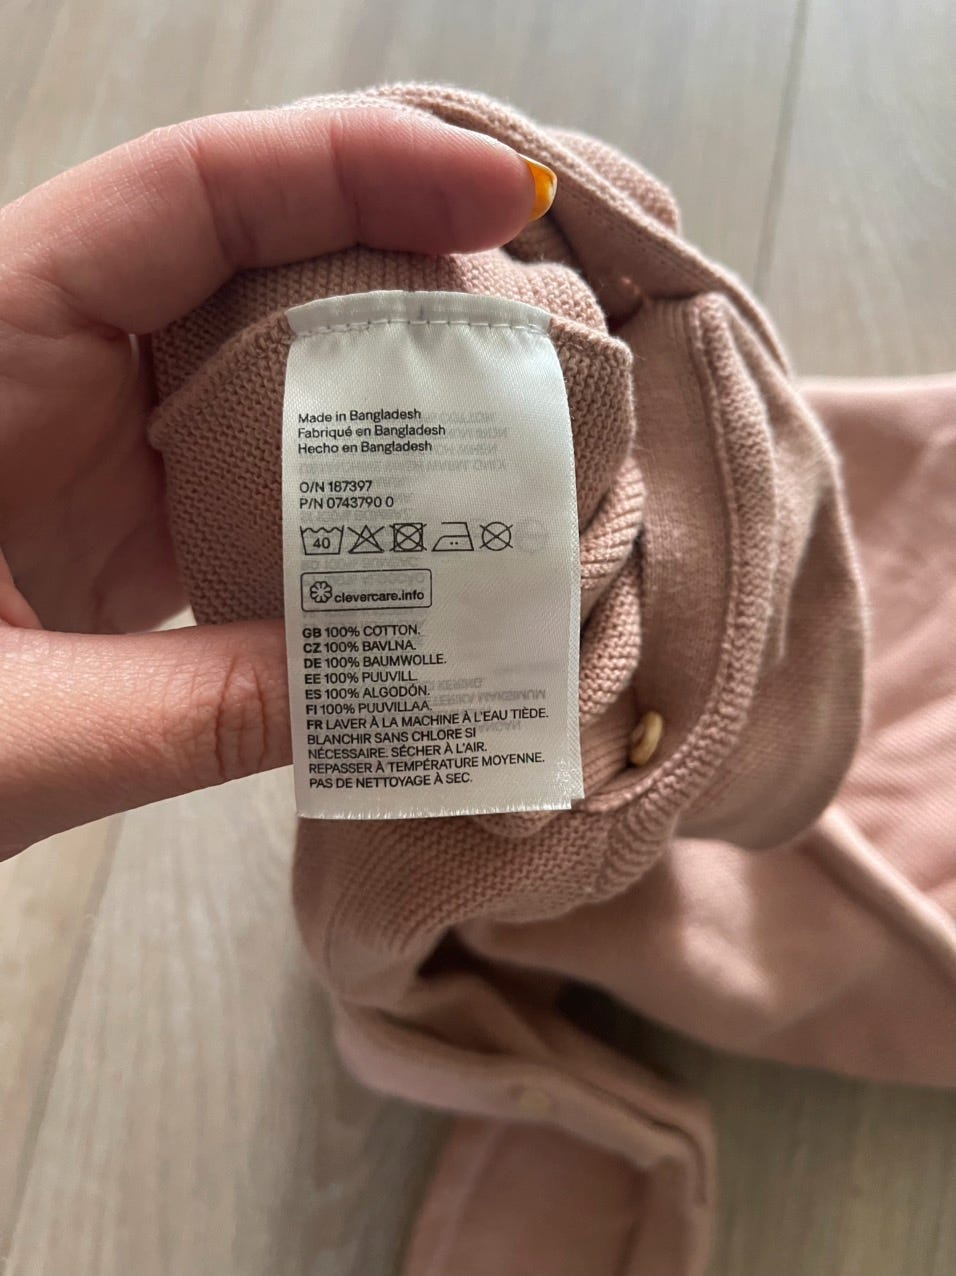 Made in Bangladesh
Fabriqué en Bangladesh
Hecho en Bangladesh
O/N 187397
P/N 0743790 0
40
clevercare.info
GB 100% COTTON.
CZ 100% BAVLNA.
DE 100% BAUMWOLLE.
EE 100% PUUVILL.
ES 100% ALGODÓN.
FI 100% PUUVILLAA.
FR LAVER À LA MACHINE À L'EAU TIÈDE.
BLANCHIR SANS CHLORE SI
NÉCESSAIRE. SÉCHER À L'AIR.
REPASSER À TEMPÉRATURE MOYENNE.
PAS DE NETTOYAGE À SEC.